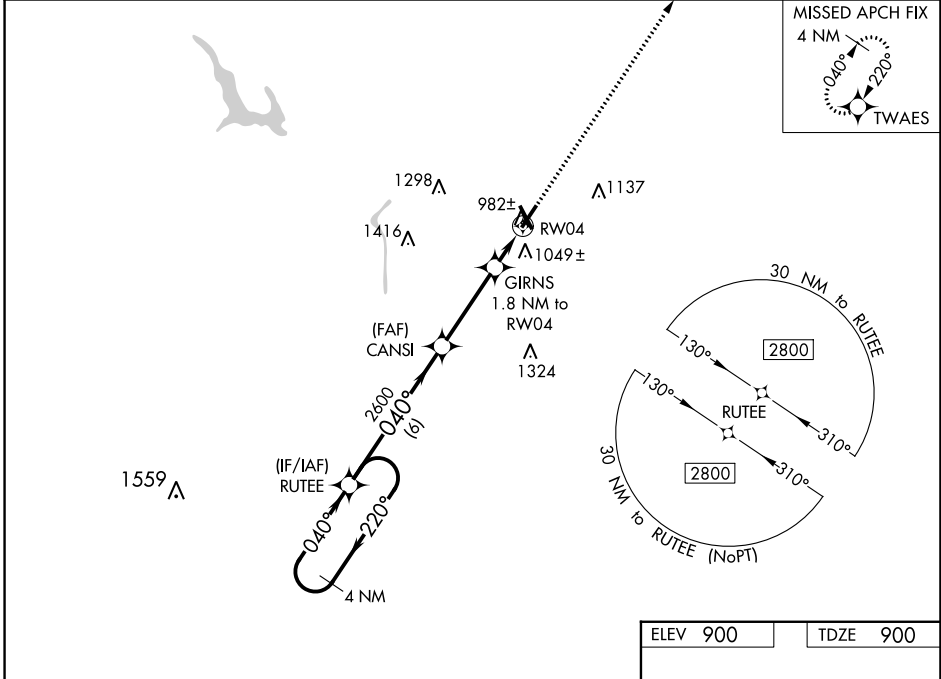 MISSED APCH FIX
4 NM
040°
220°
TWAES
1298
1137
982±
RW04
1416
1049±
GIRNS
1.8 NM to
RW04
(FAF)
CANSI
1324
2600
040°
(6)
(IF/IAF)
RUTEE
1559
040°
220°
4 NM
30 NM to RUTEE
2800
130°
310°
RUTEE
130°
310°
2800
30 NM to RUTEE (NoPT)
ELEV 900
TDZE 900